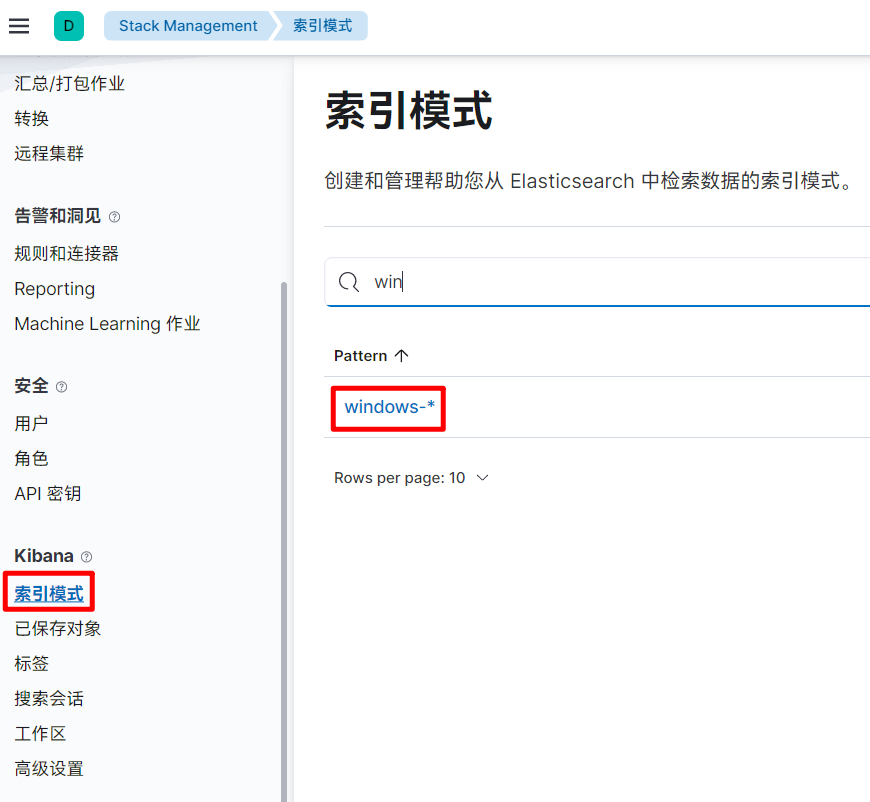 D Stack Management 索引模式
汇总/打包作业
转换
远程集群
告警和洞见
规则和连接器
Reporting
Machine Learning 作业
安全
用户
角色
API 密钥
Kibana
索引模式
已保存对象
标签
搜索会话
工作区
高级设置
索引模式
创建和管理帮助您从 Elasticsearch 中检索数据的索引模式。
win
Pattern
windows-*
Rows per page: 10